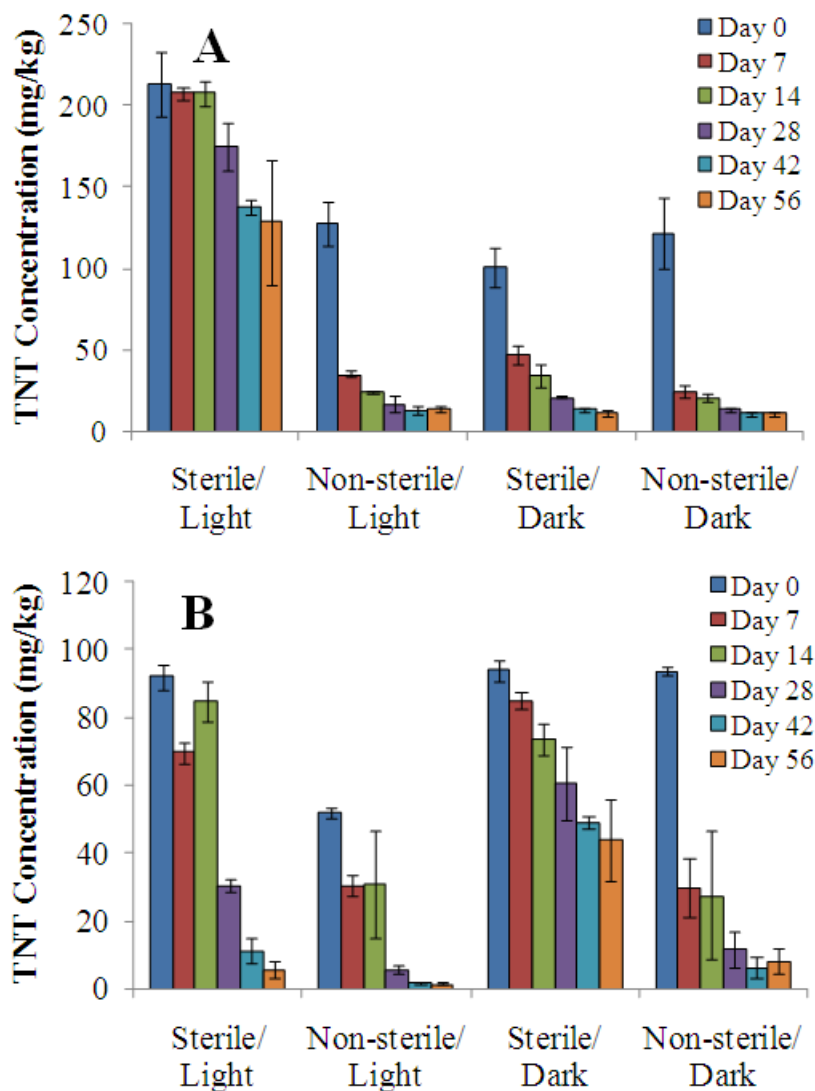 A
TNT Concentration (mg/kg)
250
200
150
100
50
0
Day 0
Day 7
Day 14
Day 28
Day 42
Day 56
Sterile/
Light
Non-sterile/
Light
Sterile/
Dark
Non-sterile/
Dark
B
TNT Concentration (mg/kg)
120
100
80
60
40
20
0
Day 0
Day 7
Day 14
Day 28
Day 42
Day 56
Sterile/
Light
Non-sterile/
Light
Sterile/
Dark
Non-sterile/
Dark